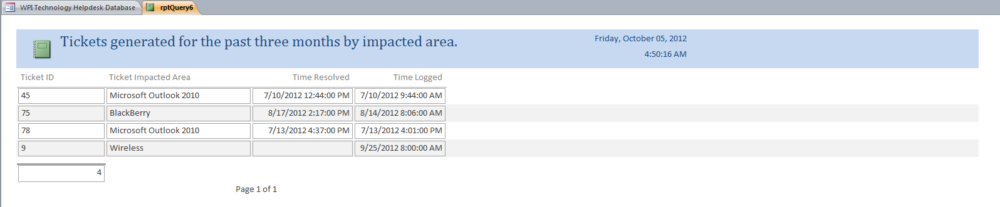 WPI Technology Helpdesk Database rptQuery6
Tickets generated for the past three months by impacted area. Friday, October 05, 2012
4:50:16 AM
Ticket ID Ticket Impacted Area Time Resolved Time Logged
45 Microsoft Outlook 2010 7/10/2012 12:44:00 PM 7/10/2012 9:44:00 AM
75 BlackBerry 8/17/2012 2:17:00 PM 8/14/2012 8:06:00 AM
78 Microsoft Outlook 2010 7/13/2012 4:37:00 PM 7/13/2012 4:01:00 PM
9 Wireless 9/25/2012 8:00:00 AM
4
Page 1 of 1